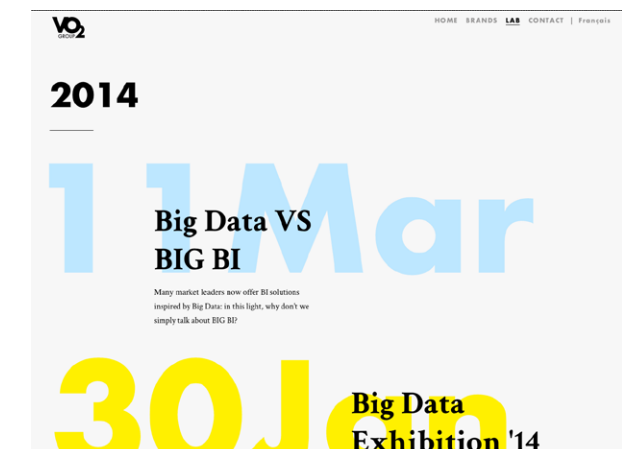 VO2
GROUP
HOME BRANDS LAB CONTACT | Français
2014
11Mar
Big Data VS
BIG BI
Many market leaders now offer BI solutions
inspired by Big Data: in this light, why don't we
simply talk about BIG BI?
30Jan
Big Data
Exhibition '14